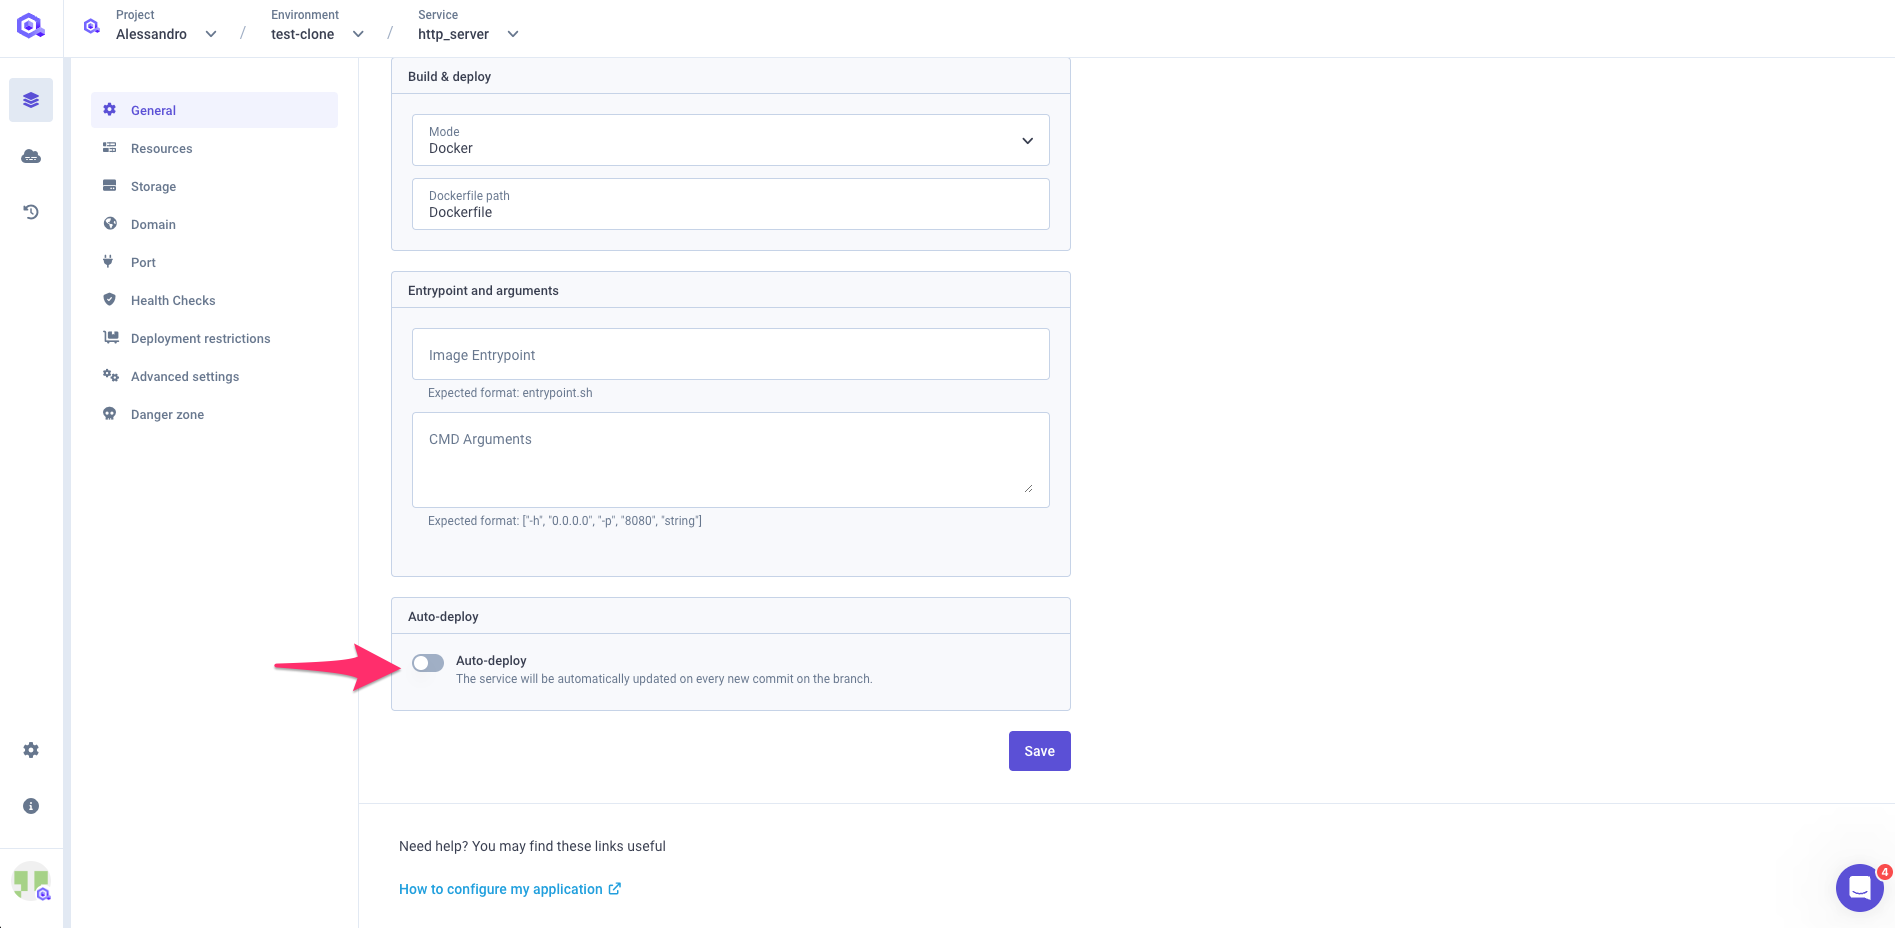 Project
Alessandro
/
Environment
test-clone
/
Service
http_server
General
Resources
Storage
Domain
Port
Health Checks
Deployment restrictions
Advanced settings
Danger zone
Build & deploy
Mode
Docker
Dockerfile path
Dockerfile
Entrypoint and arguments
Image Entrypoint
Expected format: entrypoint.sh
CMD Arguments
Expected format: ["-h", "0.0.0.0", "-p", "8080", "string"]
Auto-deploy
Auto-deploy
The service will be automatically updated on every new commit on the branch.
Save
Need help? You may find these links useful
How to configure my application
4